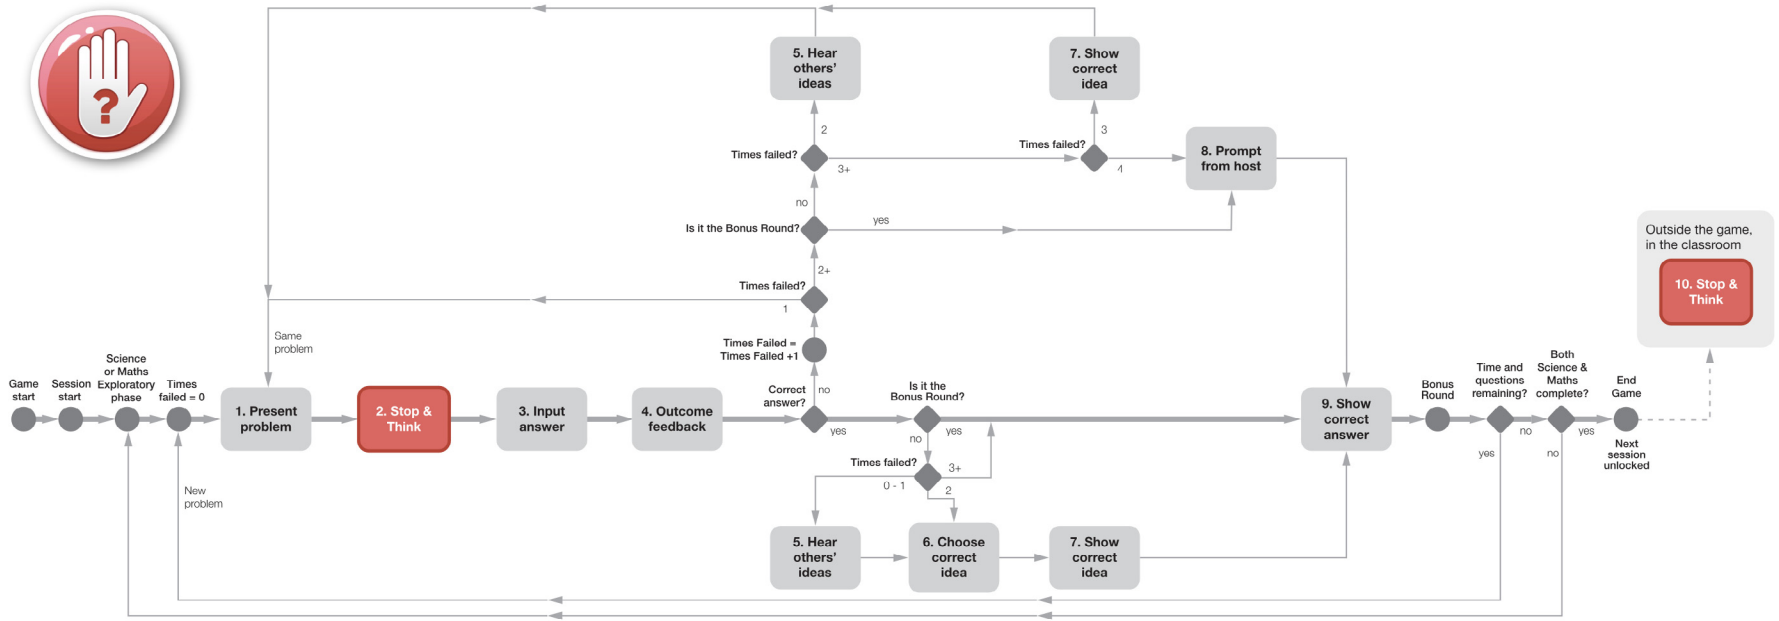 ?
5. Hear
others’
ideas
7. Show
correct
idea
2
3
Times failed?
3+
Times failed?
4
8. Prompt
from host
no
Is it the Bonus Round?
yes
2+
Times failed?
1
Outside the game,
in the classroom
10. Stop &
Think
Same
problem
Times Failed =
Times Failed +1
no
Game
start
Session
start
Science
or Maths
Exploratory
phase
Times
failed = 0
1. Present
problem
2. Stop &
Think
3. Input
answer
4. Outcome
feedback
Correct
answer?
yes
Is it the
Bonus Round?
no
yes
9. Show
correct
answer
Bonus
Round
Time and
questions
remaining?
no
yes
Both
Science &
Maths
complete?
yes
no
End
Game
Next
session
unlocked
New
problem
Times failed?
0 - 1
3+
2
5. Hear
others’
ideas
6. Choose
correct
idea
7. Show
correct
idea